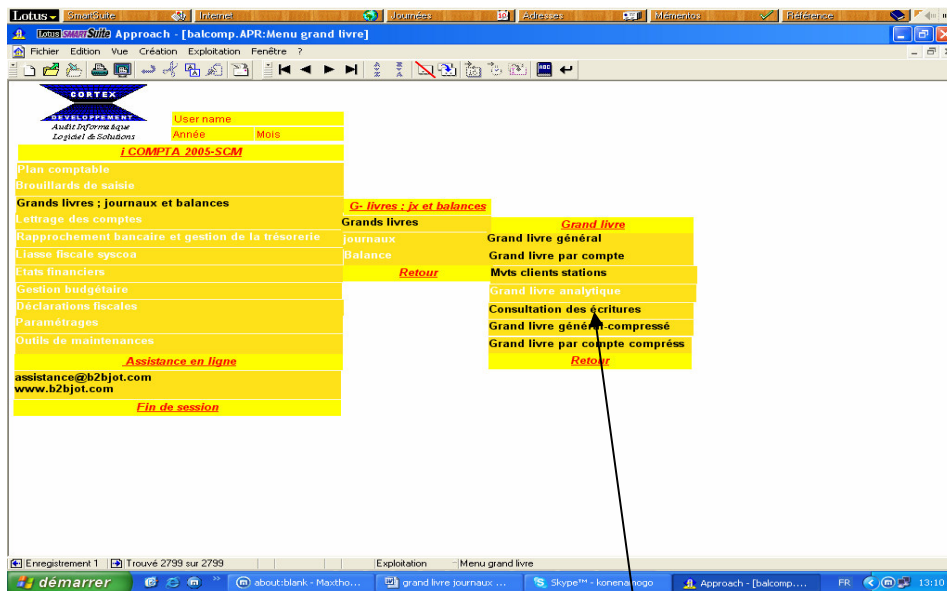 Lotus SmartSuite Internet Journées 10 Adresses Mémentos Référence
Lotus SMARTSuite Approach - [balcomp.APR:Menu grand livre]
Fichier Edition Vue Création Exploitation Fenêtre ?
CORTEX
DEVELOPPEMENT
Audit Informatique
Logiciel & Solutions
User name
Année Mois
i COMPTA 2005-SCM
Plan comptable
Brouillards de saisie
Grands livres ; journaux et balances
Lettrage des comptes
Rapprochement bancaire et gestion de la trésorerie
Liasse fiscale syscoa
Etats financiers
Gestion budgétaire
Déclarations fiscales
Paramétrages
Outils de maintenances
Assistance en ligne
assistance@b2bjot.com
www.b2bjot.com
Fin de session
G- livres ; jx et balances
Grands livres
journaux
Balance
Retour
Grand livre
Grand livre général
Grand livre par compte
Mvts clients stations
Grand livre analytique
Consultation des écritures
Grand livre général-compressé
Grand livre par compte compréss
Retour
Enregistrement 1 Trouvé 2799 sur 2799 Exploitation Menu grand livre
démarrer about:blank - Maxtho... grand livre journaux ... Skype™ - konenamogo Approach - [balcomp.... FR 13:10